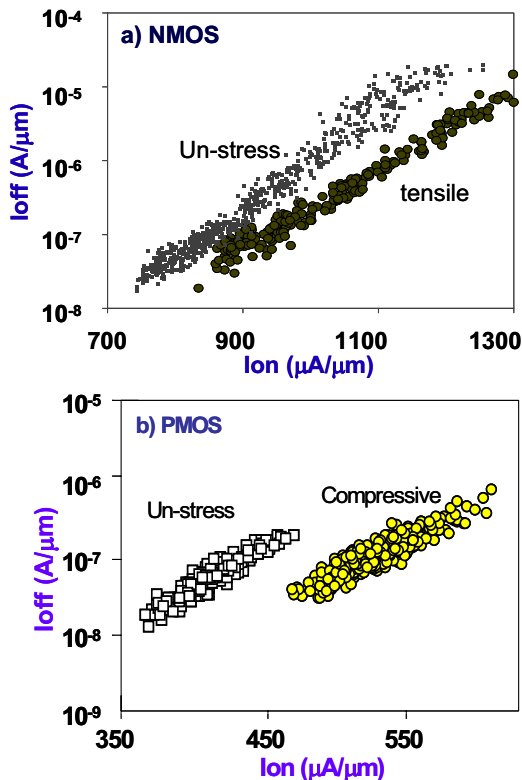 10-4
a) NMOS
10-5
Un-stress
10-6
tensile
10-7
10-8
Ioff (A/μm)
700 900 1100 1300
Ion (μA/μm)
10-5
b) PMOS
10-6
Un-stress Compressive
10-7
10-8
10-9
Ioff (A/μm)
350 450 550
Ion (μA/μm)